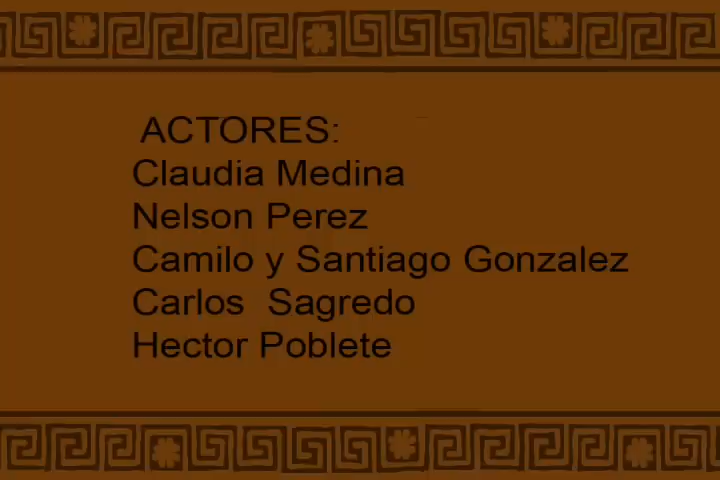 ACTORES:
Claudia Medina
Nelson Perez
Camilo y Santiago Gonzalez
Carlos  Sagredo
Hector Poblete